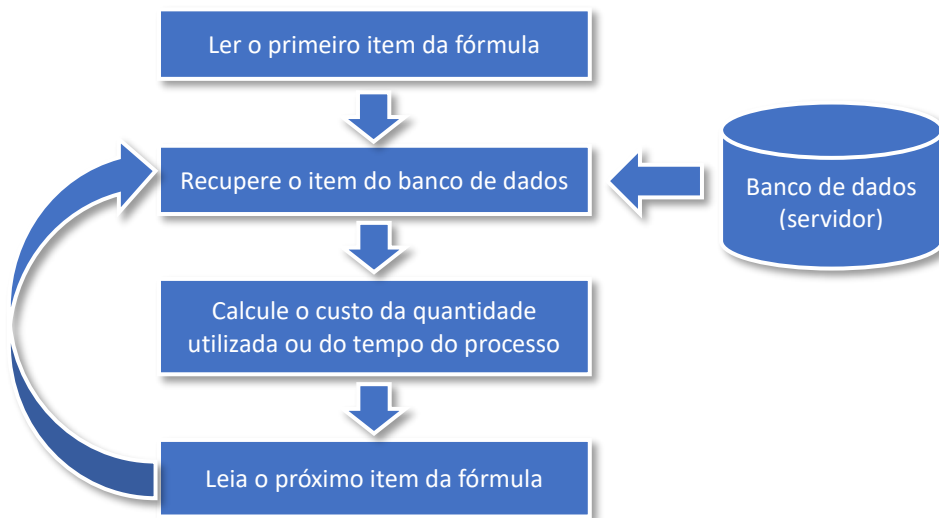 Ler o primeiro item da fórmula
Recupere o item do banco de dados
Banco de dados
(servidor)
Calcule o custo da quantidade
utilizada ou do tempo do processo
Leia o próximo item da fórmula